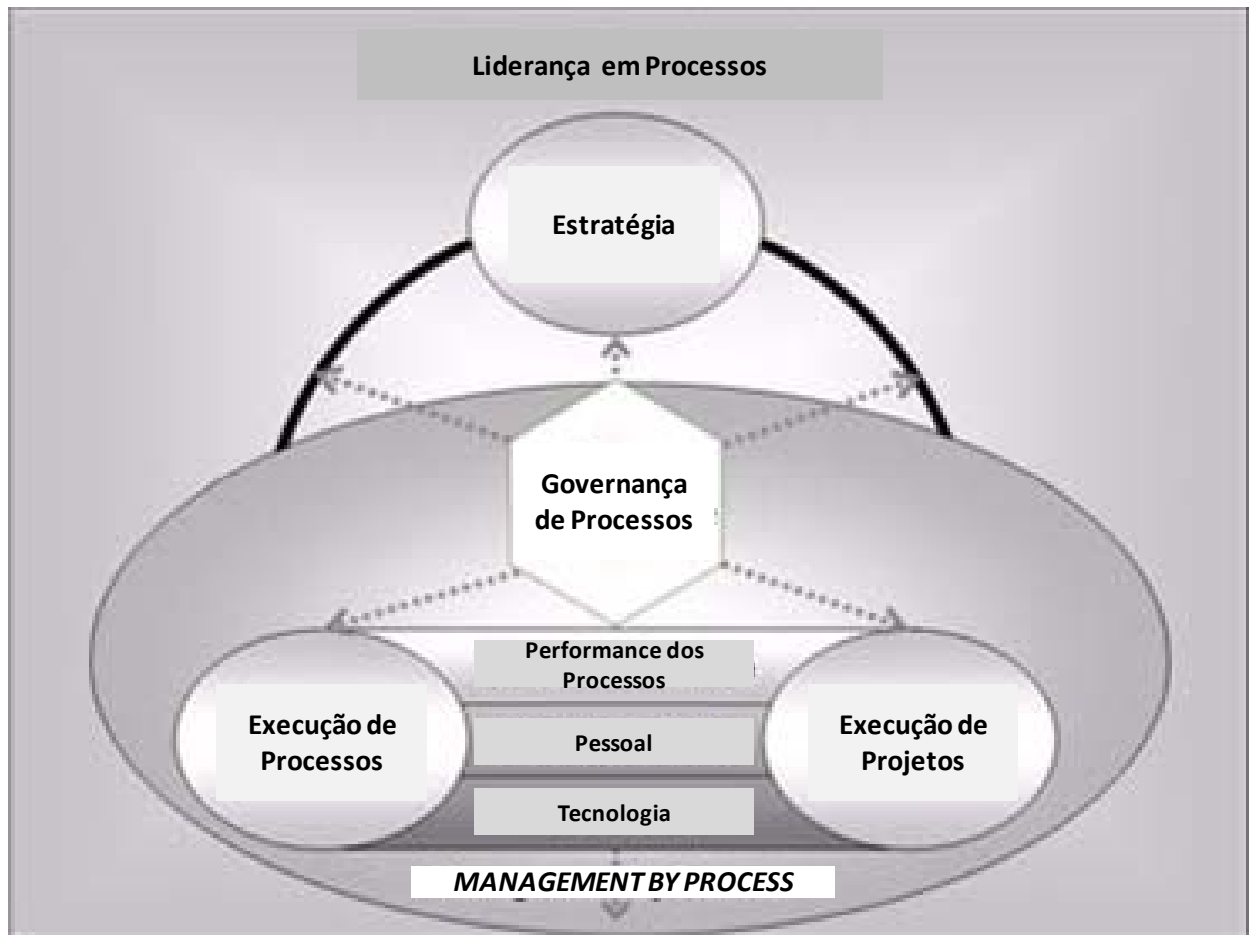 Liderança em Processos
Estratégia
Governança
de Processos
Performance dos
Processos
Execução de
Processos
Pessoal
Execução de
Projetos
Tecnologia
MANAGEMENT BY PROCESS